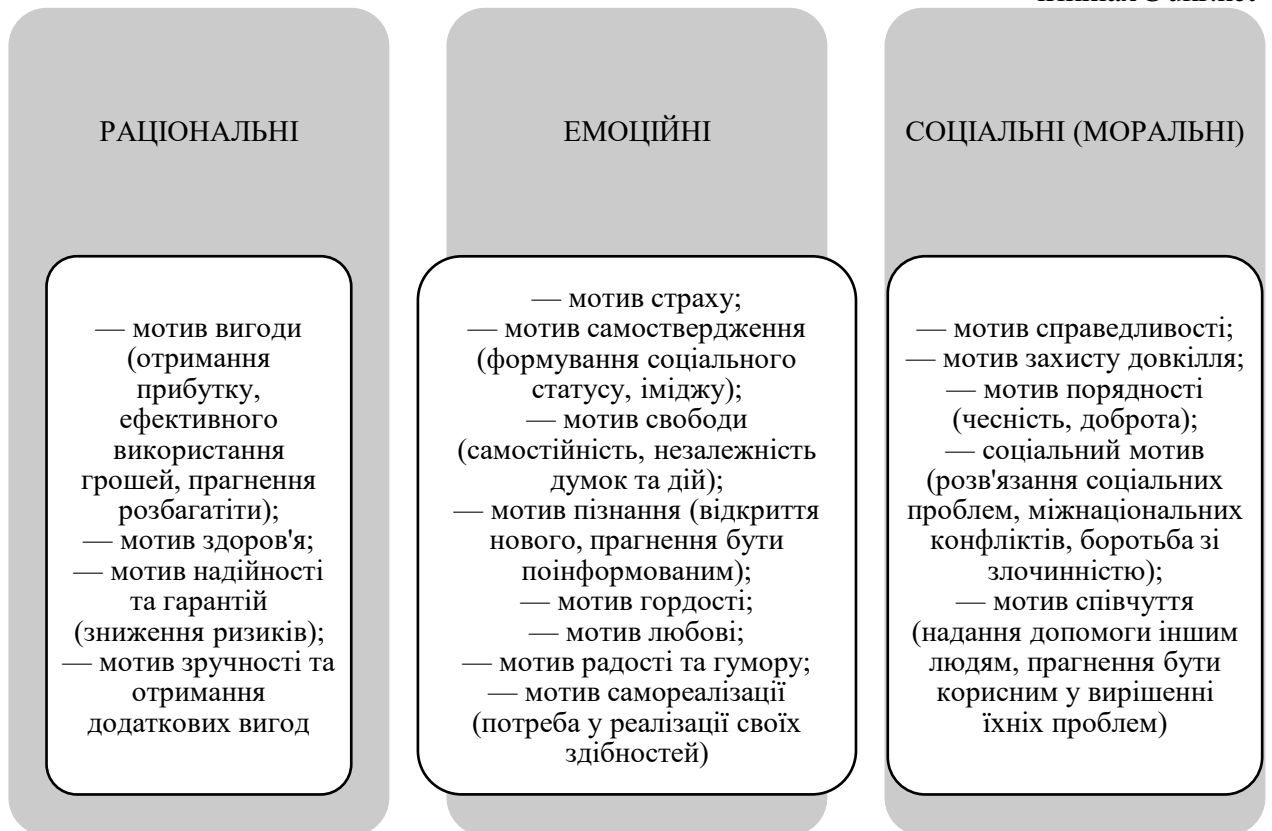 РАЦІОНАЛЬНІ
— мотив вигоди
(отримання
прибутку,
ефективного
використання
грошей, прагнення
розбагатіти);
— мотив здоров'я;
— мотив надійності
та гарантій
(зниження ризиків);
— мотив зручності та
отримання
додаткових вигод
ЕМОЦІЙНІ
— мотив страху;
— мотив самоствердження
(формування соціального
статусу, іміджу);
— мотив свободи
(самостійність, незалежність
думок та дій);
— мотив пізнання (відкриття
нового, прагнення бути
поінформованим);
— мотив гордості;
— мотив любові;
— мотив радості та гумору;
— мотив самореалізації
(потреба у реалізації своїх
здібностей)
СОЦІАЛЬНІ (МОРАЛЬНІ)
— мотив справедливості;
— мотив захисту довкілля;
— мотив порядності
(чесність, доброта);
— соціальний мотив
(розв'язання соціальних
проблем, міжнаціональних
конфліктів, боротьба зі
злочинністю);
— мотив співчуття
(надання допомоги іншим
людям, прагнення бути
корисним у вирішенні
їхніх проблем)